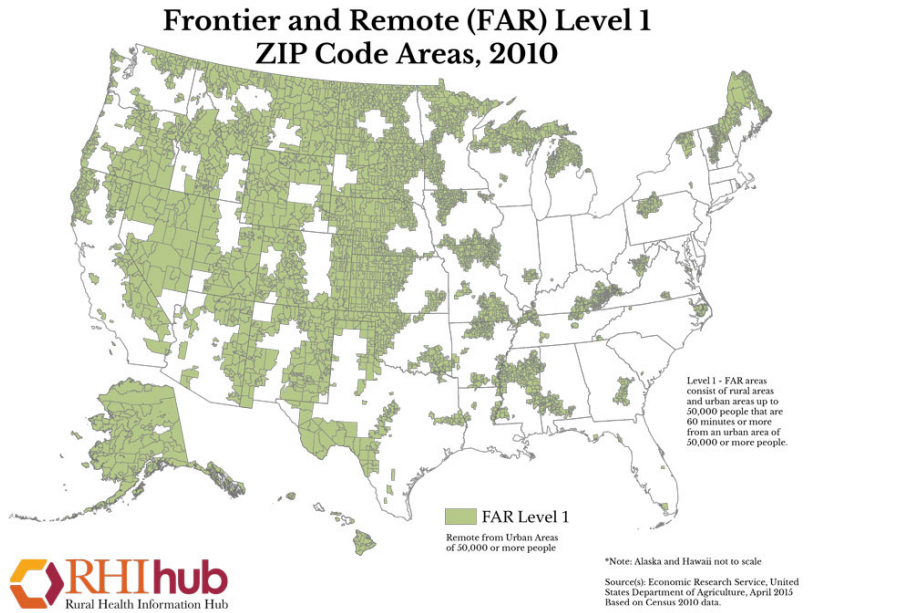 Frontier and Remote (FAR) Level 1
ZIP Code Areas, 2010
Level 1 - FAR areas
consist of rural areas
and urban areas up to
50,000 people that are
60 minutes or more
from an urban area of
50,000 or more people.
FAR Level 1
Remote from Urban Areas
of 50,000 or more people
*Note: Alaska and Hawaii not to scale
Source(s): Economic Research Service, United
States Department of Agriculture, April 2015
Based on Census 2010 data.
RHIhub
Rural Health Information Hub